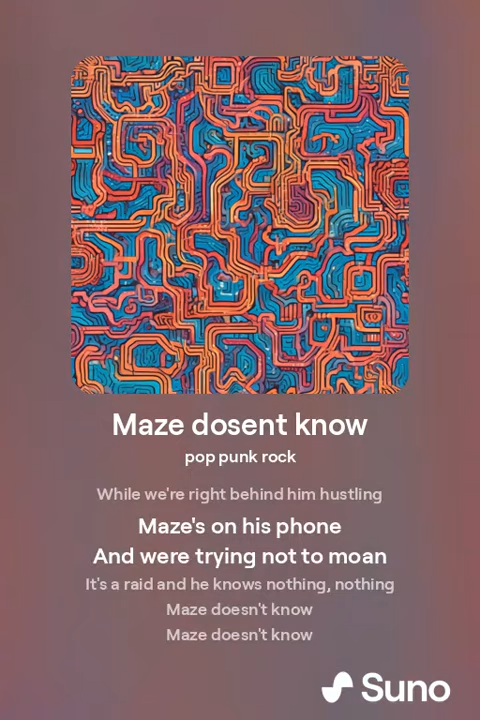 Maze dosent know
pop punk rock
While we're right behind him hustling
Maze's on his phone
And were trying not to moan
It's a raid and he knows nothing, nothing
Maze doesn't know
Maze doesn't know
Suno